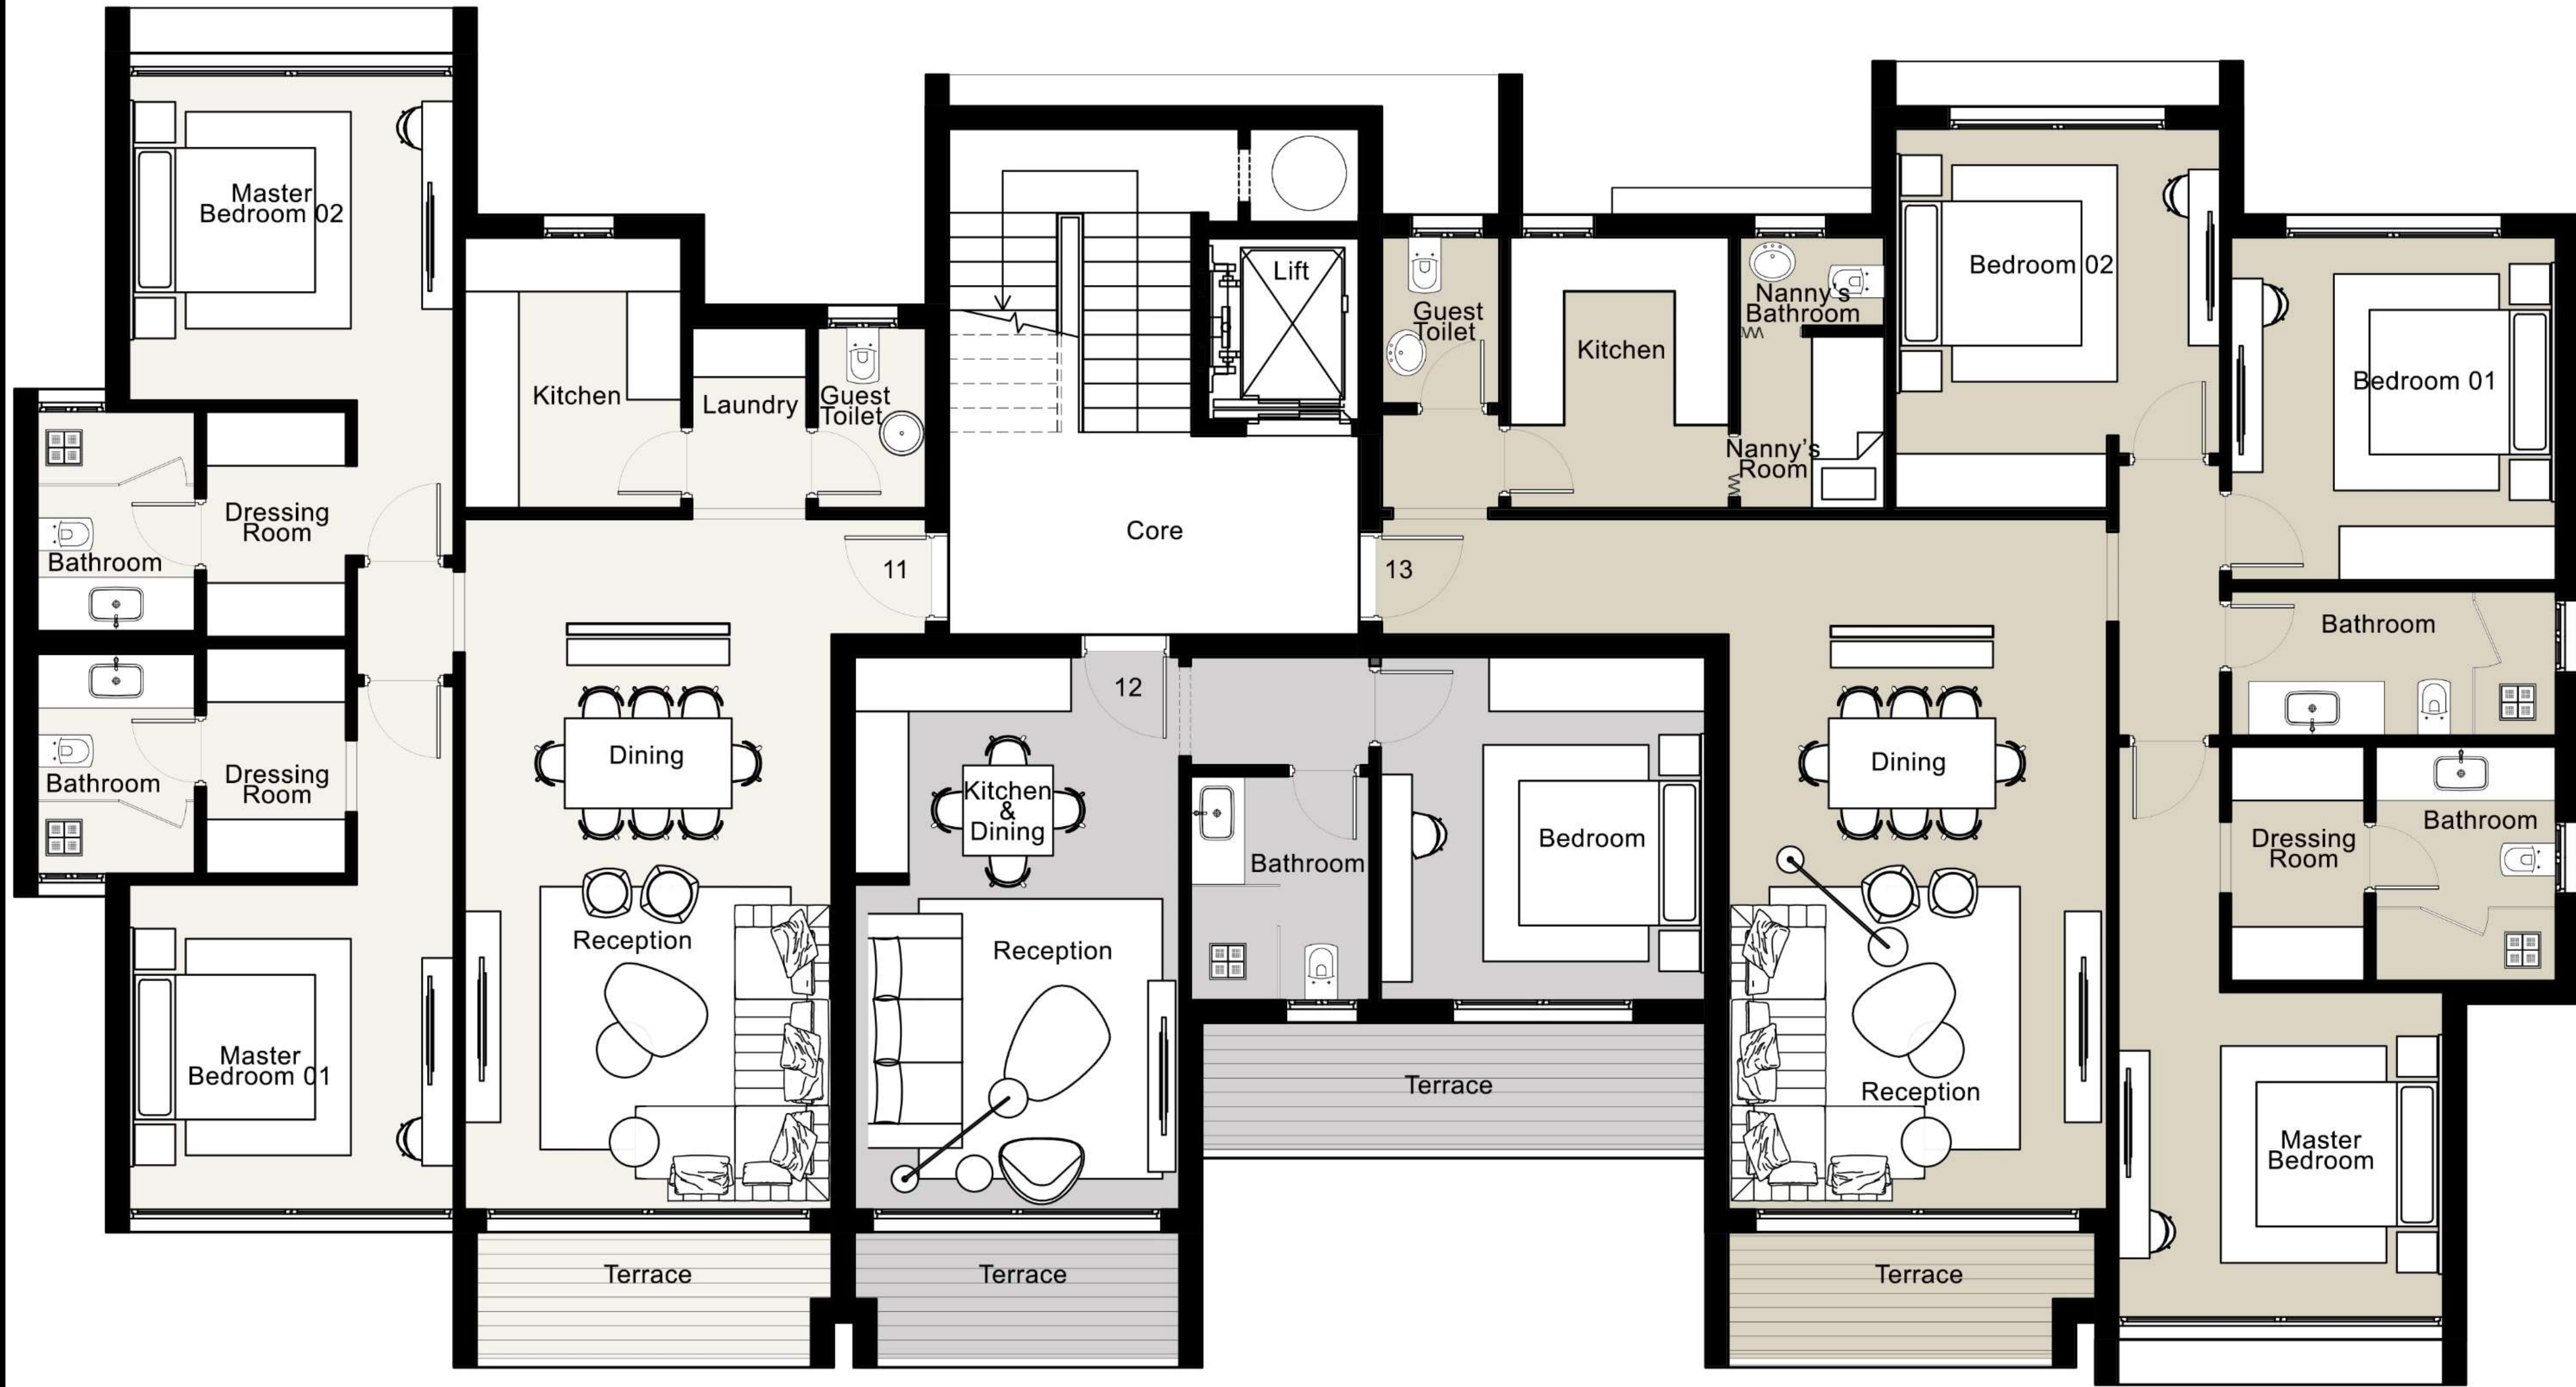 Master
Bedroom 02
Kitchen
Laundry
Guest
Toilet
Dressing
Room
Bathroom
11
Bathroom
Dressing
Room
Dining
Reception
Master
Bedroom 01
Terrace
Lift
Core
12
Kitchen
&
Dining
Bathroom
Bedroom
Reception
Terrace
Terrace
Guest
Toilet
Kitchen
Nanny's
Bathroom
Nanny's
Room
Bedroom 02
Bedroom 01
13
Bathroom
Dining
Dressing
Room
Bathroom
Reception
Master
Bedroom
Terrace